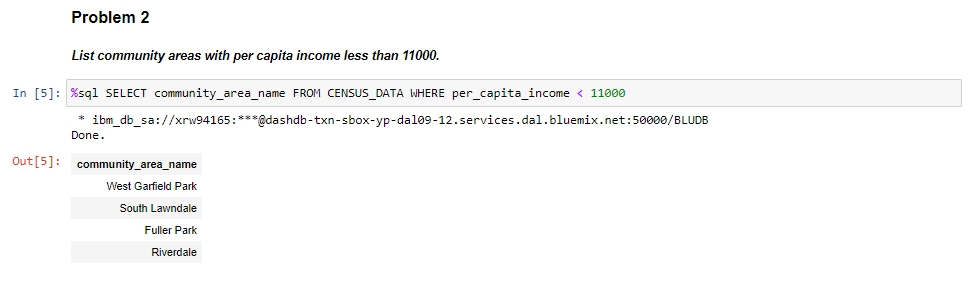 Problem 2
List community areas with per capita income less than 11000.
In [5]: %sql SELECT community_area_name FROM CENSUS_DATA WHERE per_capita_income < 11000
* ibm_db_sa://xrw94165:***@dashdb-txn-sbox-yp-dal09-12.services.dal.bluemix.net:50000/BLUDB
Done.
Out[5]: community_area_name
West Garfield Park
South Lawndale
Fuller Park
Riverdale